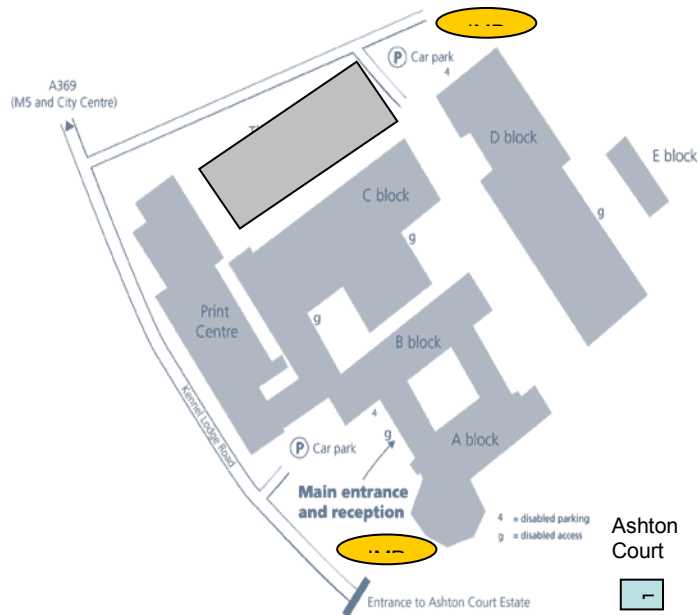 P Car park
4
A369
(M5 and City Centre)
D block
E block
C block
g
g
g
Print
Centre
B block
Kennel Lodge Road
4
g
A block
P Car park
Main entrance
and reception
4 = disabled parking
g = disabled access
Ashton
Court
Entrance to Ashton Court Estate